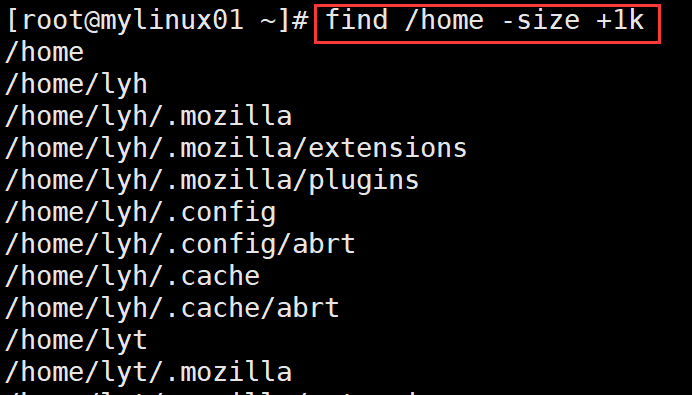 [root@mylinux01 ~]# find /home -size +1k
/home
/home/lyh
/home/lyh/.mozilla
/home/lyh/.mozilla/extensions
/home/lyh/.mozilla/plugins
/home/lyh/.config
/home/lyh/.config/abrt
/home/lyh/.cache
/home/lyh/.cache/abrt
/home/lyt
/home/lyt/.mozilla